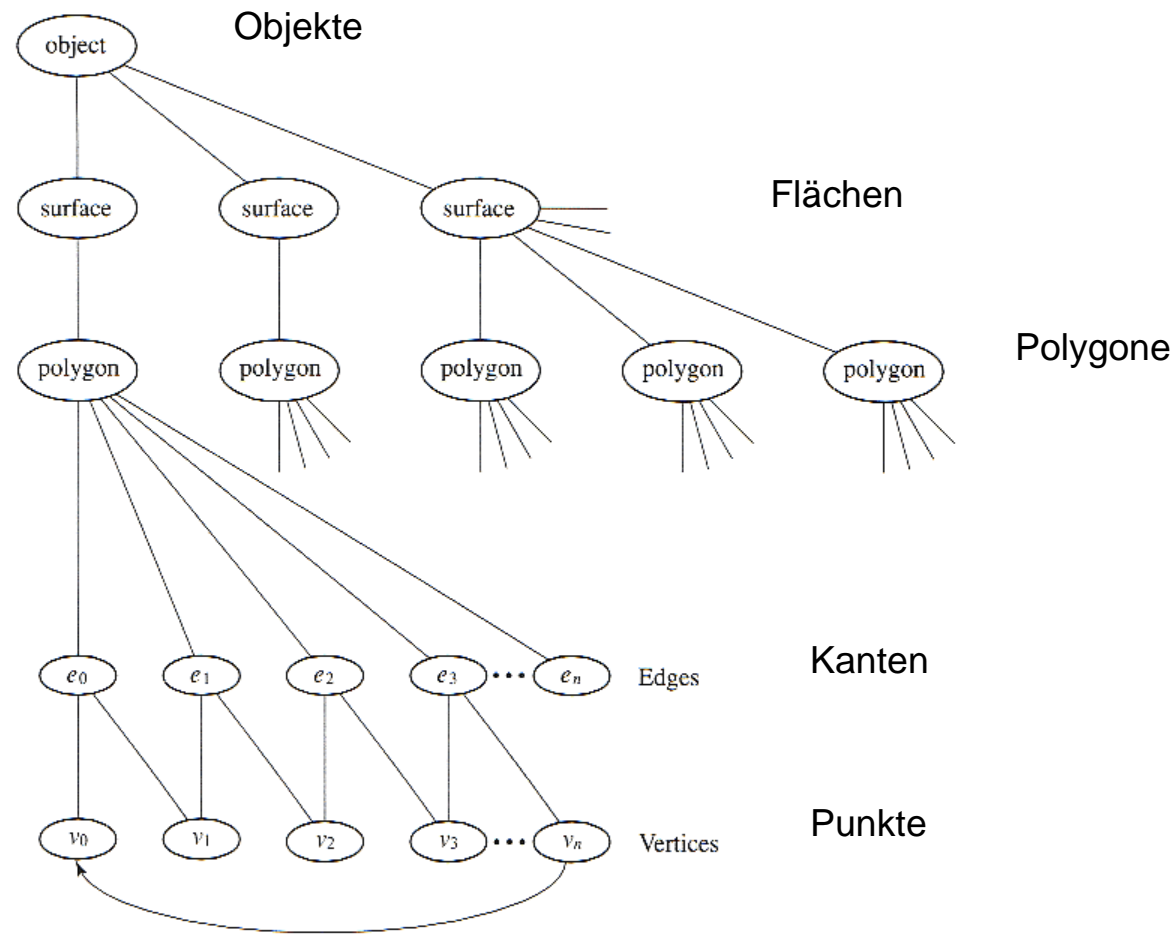 Objekte
object
surface surface surface Flächen
polygon polygon polygon polygon polygon Polygone
e0 e1 e2 e3 ••• en Edges Kanten
v0 v1 v2 v3 ••• vn Vertices Punkte